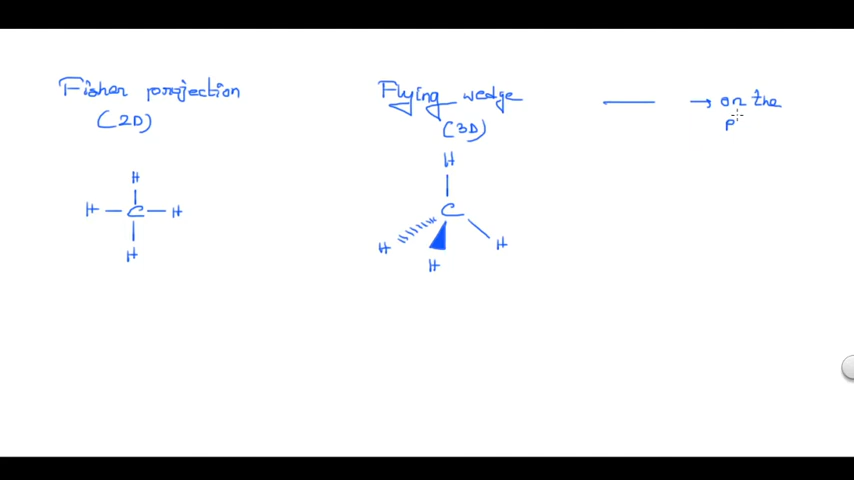 Fisher projection
(2D)
H
H — C — H
H
Flying wedge
(3D)
H
C
H
H
H
→ on the
p